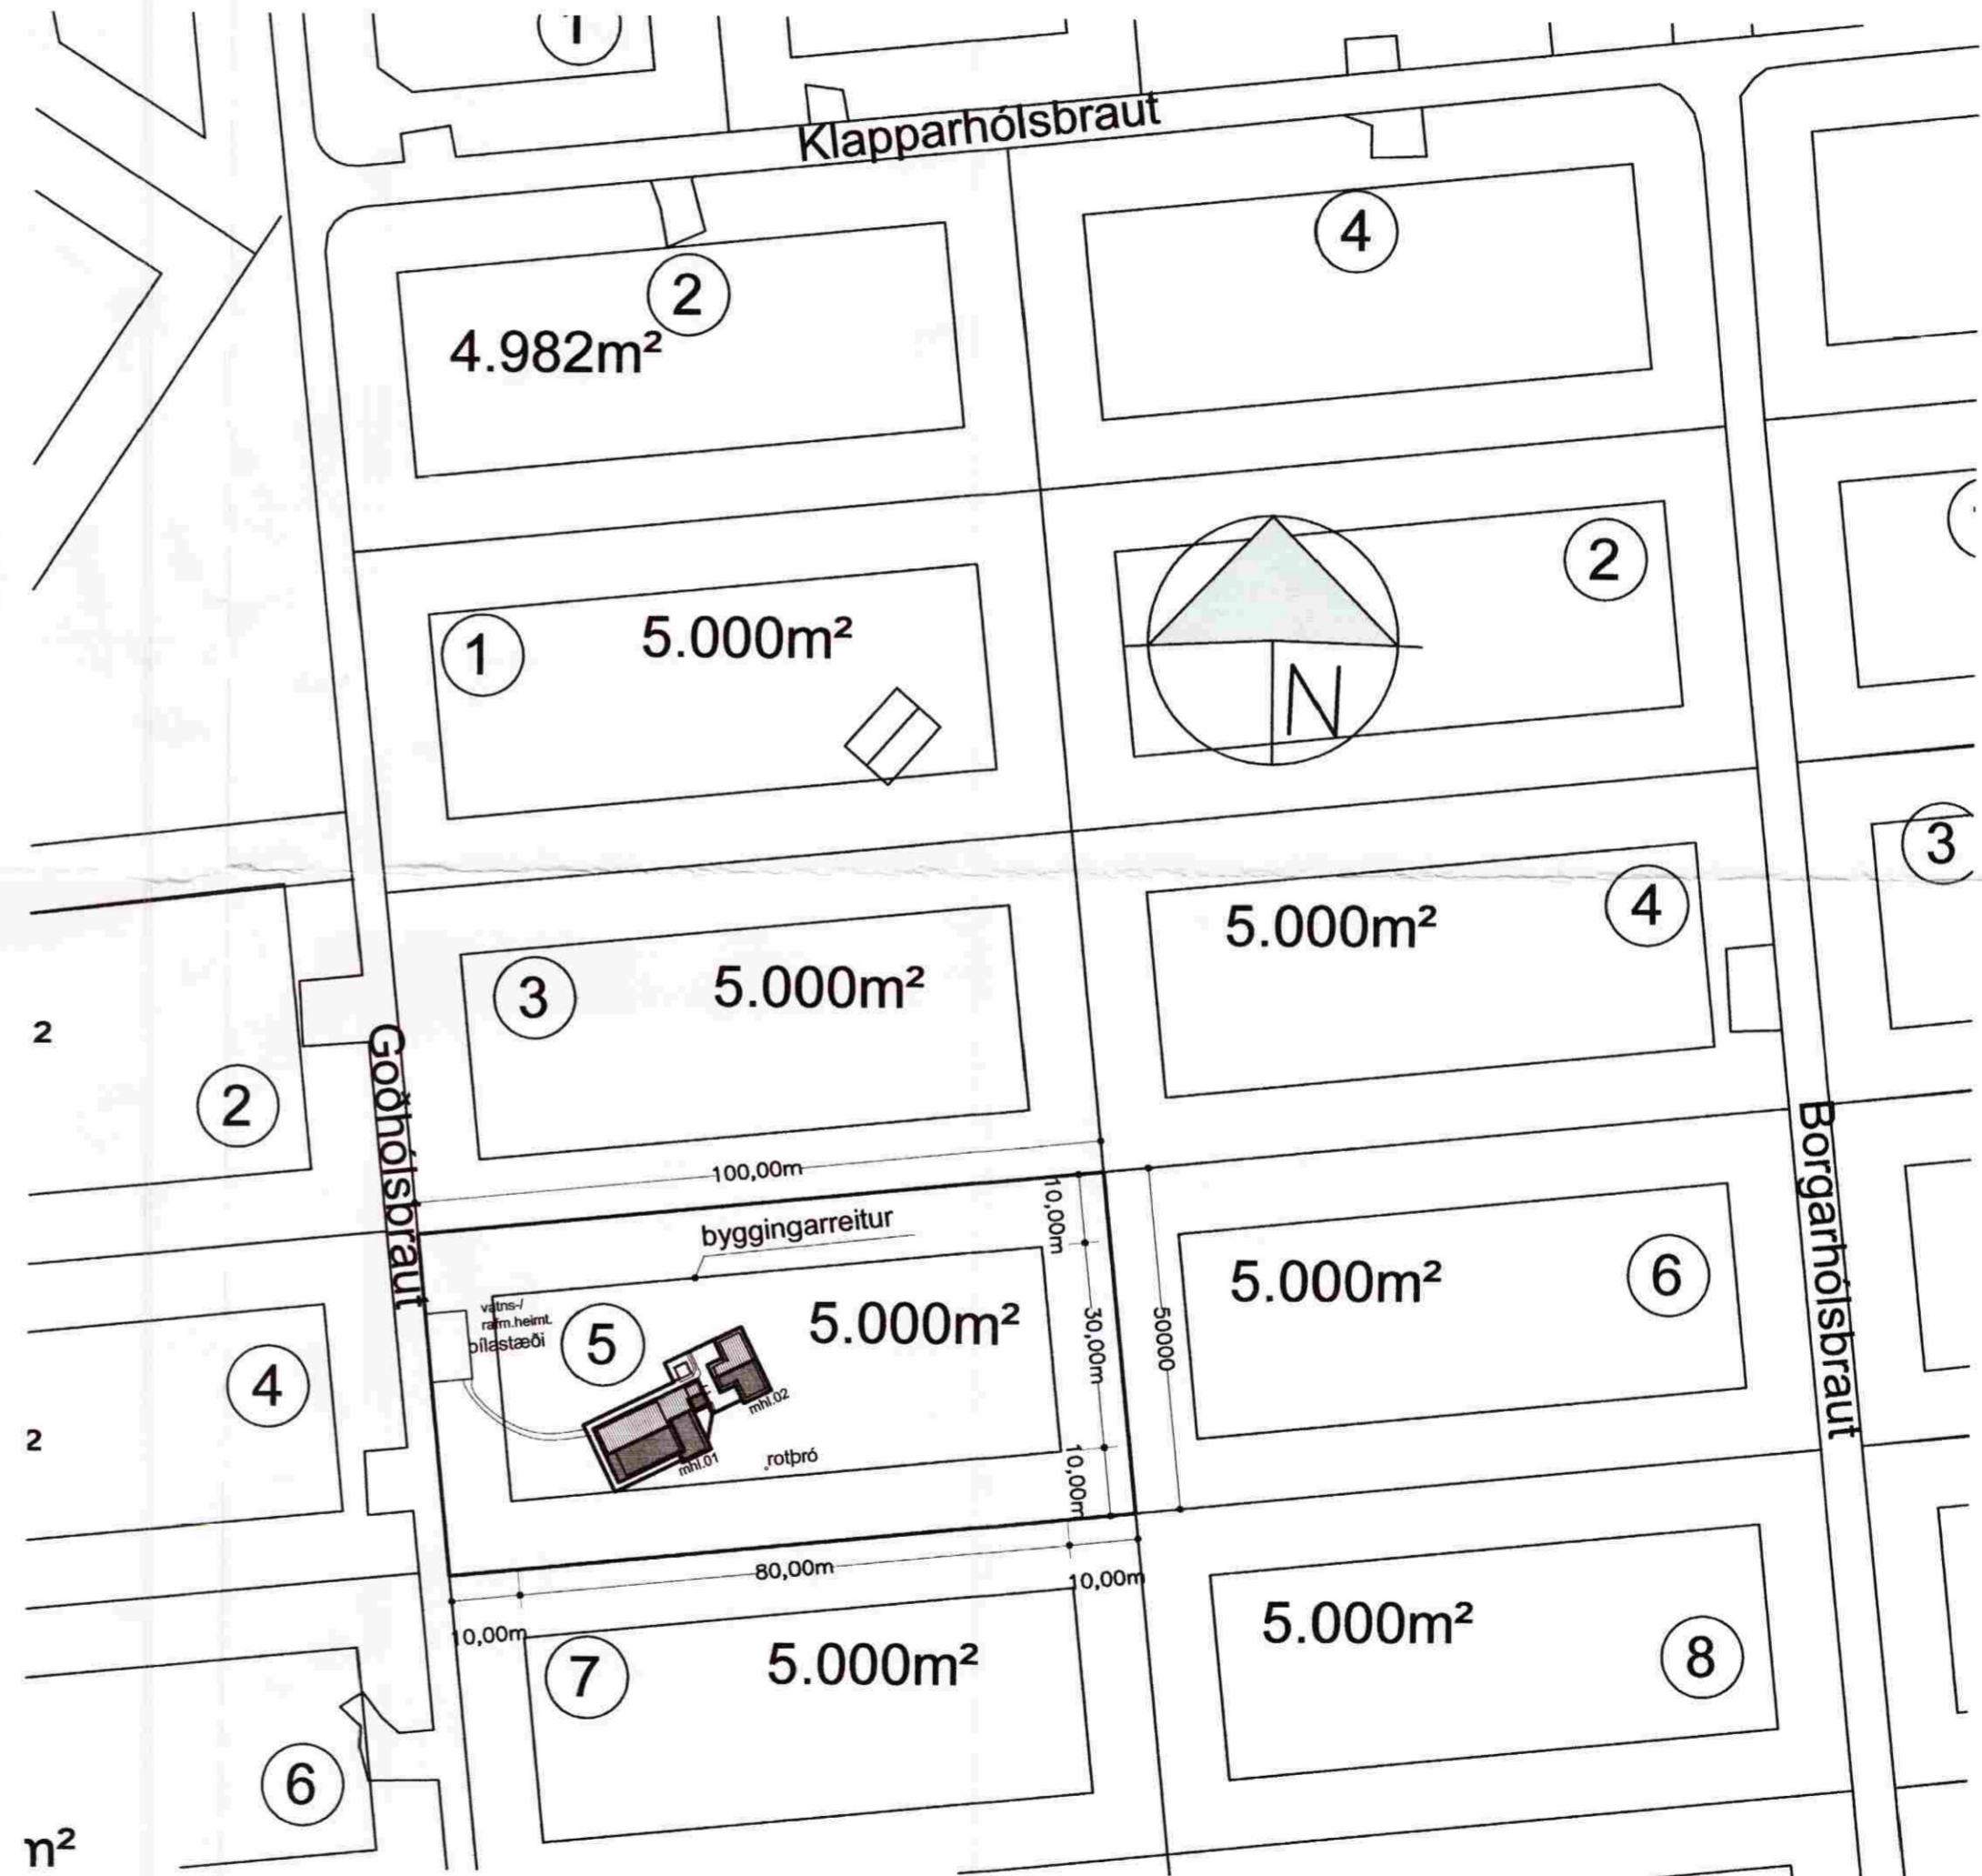 1
Klapparhólsbraut
4
2
4.982m²
2
1
5.000m²
N
3
4
5.000m²
3
5.000m²
2
2
Goðhólsbraut
Borgarhólsbraut
100,00m
10,00m
byggingarreitur
5.000m²
6
vatns-/
rafm.heimt.
bílastæði
5
5.000m²
30,00m
50000
4
mhl.02
2
mhl.01
rotþró
10,00m
80,00m
10,00m
10,00m
5.000m²
8
7
5.000m²
6
m²